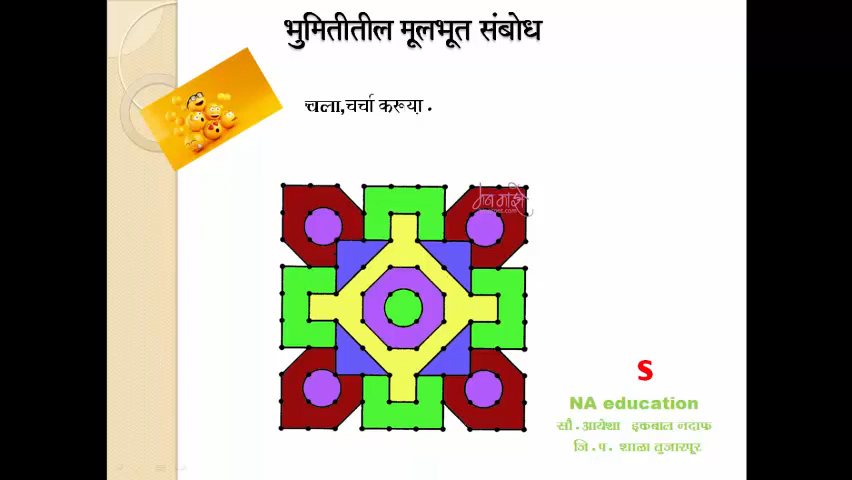 भुमितीतील मूलभूत संबोध
चला,चर्चा करूया .
S
NA education
सौ.आयेशा इकबाल नदाफ
जि.प. शाळा तुजारपूर